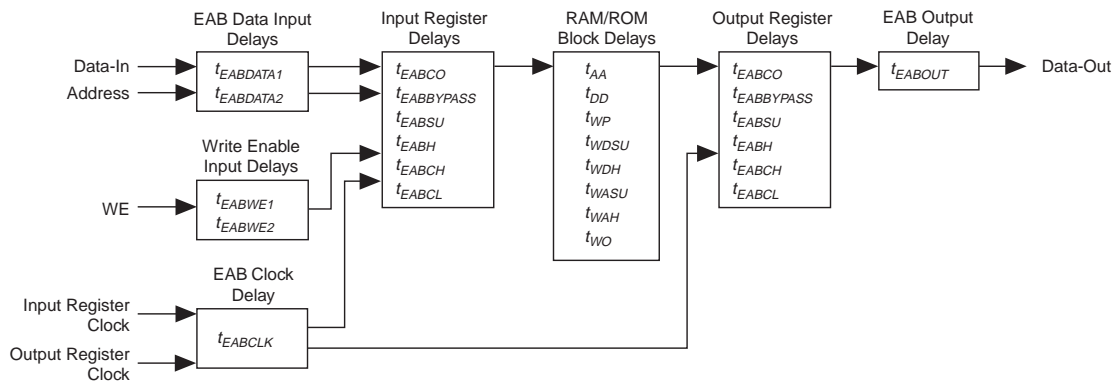 EAB Data Input
Delays
Input Register
Delays
RAM/ROM
Block Delays
Output Register
Delays
EAB Output
Delay
Data-In
Address
tEABDATA1
tEABDATA2
tEABCO
tEABBYPASS
tEABSU
tEABH
tEABCH
tEABCL
tAA
tDD
tWP
tWDSU
tWDH
tWASU
tWAH
tWO
tEABCO
tEABBYPASS
tEABSU
tEABH
tEABCH
tEABCL
tEABOUT
Data-Out
Write Enable
Input Delays
WE
tEABWE1
tEABWE2
EAB Clock
Delay
Input Register
Clock
tEABCLK
Output Register
Clock